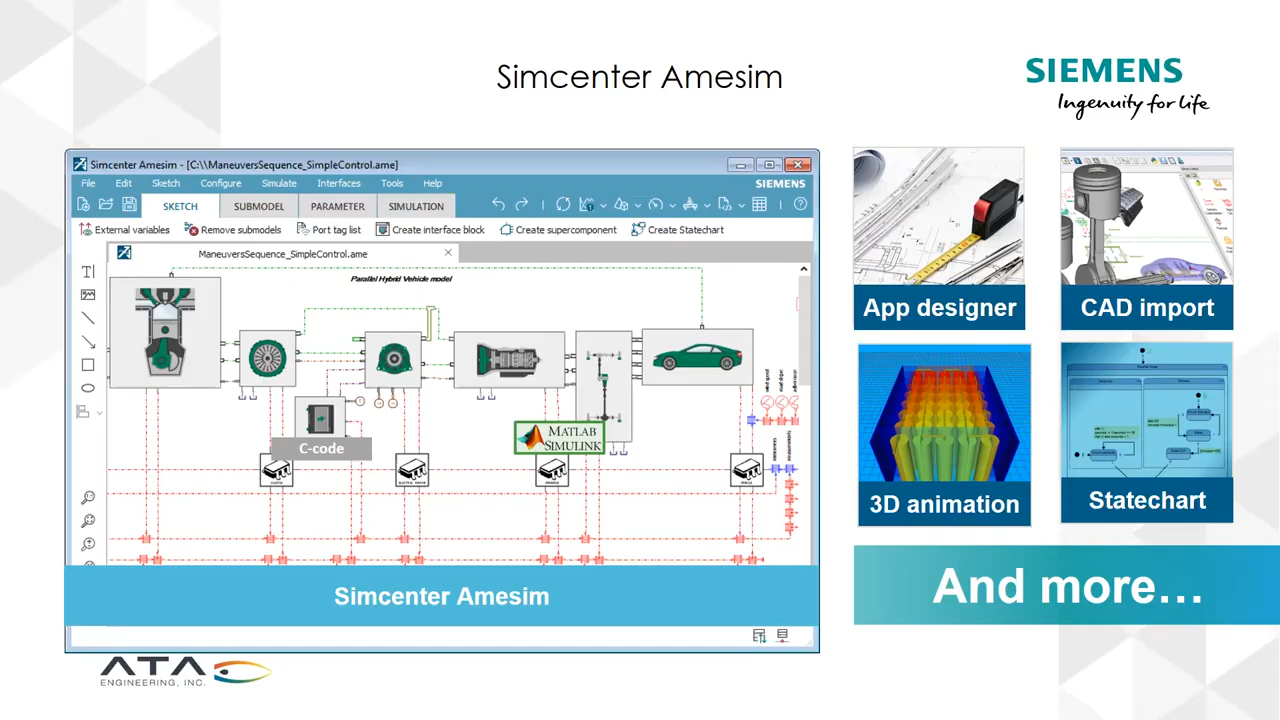 Simcenter Amesim
SIEMENS
Ingenuity for life
Simcenter Amesim - [C:\\ManeuversSequence_SimpleControl.ame]
File Edit Sketch Configure Simulate Interfaces Tools Help SIEMENS
SKETCH SUBMODEL PARAMETER SIMULATION
External variables Remove submodels Port tag list Create interface block Create supercomponent Create Statechart
ManeuversSequence_SimpleControl.ame
Parallel Hybrid Vehicle model
C-code
MATLAB
SIMULINK
Simcenter Amesim
App designer
CAD import
3D animation
Statechart
And more...
ATA
ENGINEERING, INC.